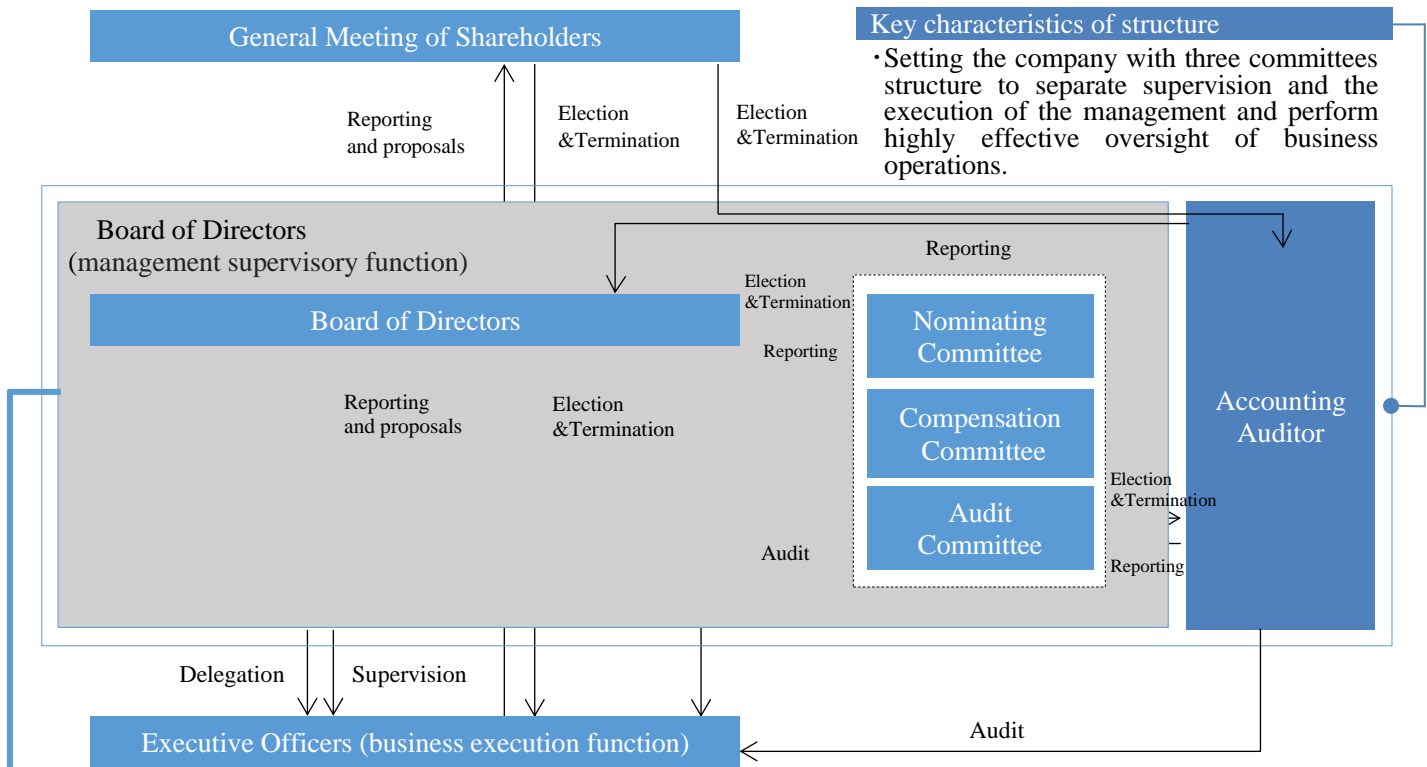 General Meeting of Shareholders
Key characteristics of structure
・Setting the company with three committees
structure to separate supervision and the
execution of the management and perform
highly effective oversight of business
operations.
Reporting
and proposals
Election
&Termination
Election
&Termination
Board of Directors
(management supervisory function)
Reporting
Board of Directors
Election
&Termination
Reporting
Nominating
Committee
Compensation
Committee
Audit
Committee
Accounting
Auditor
Reporting
and proposals
Election
&Termination
Audit
Election
&Termination
Reporting
Delegation
Supervision
Executive Officers (business execution function)
Audit